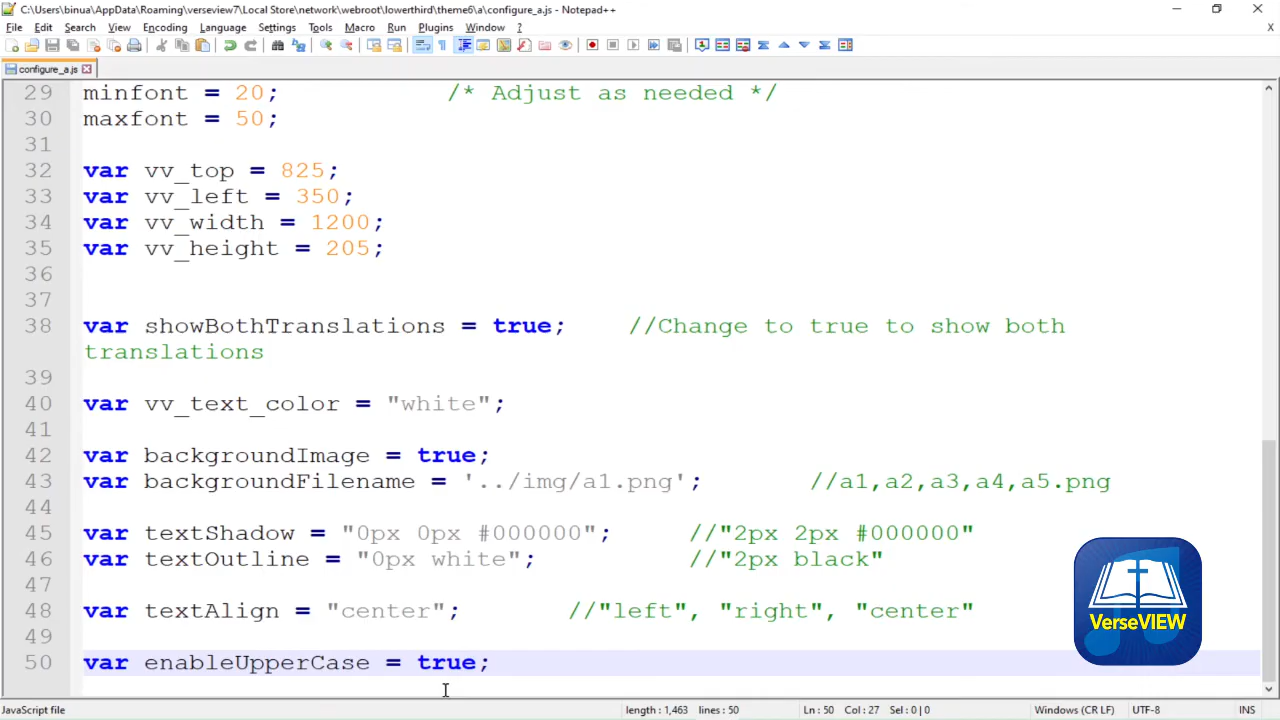 C:\Users\binua\AppData\Roaming\verseview7\Local Store\network\webroot\lowerthird\theme6\a\configure_a.js - Notepad++
File Edit Search View Encoding Language Settings Tools Macro Run Plugins Window ? X
configure_a.js
29 minfont = 20; /* Adjust as needed */
30 maxfont = 50;
31
32 var vv_top = 825;
33 var vv_left = 350;
34 var vv_width = 1200;
35 var vv_height = 205;
36
37
38 var showBothTranslations = true; //Change to true to show both
translations
39
40 var vv_text_color = "white";
41
42 var backgroundImage = true;
43 var backgroundFilename = '../img/a1.png'; //a1,a2,a3,a4,a5.png
44
45 var textShadow = "0px 0px #000000"; //"2px 2px #000000"
46 var textOutline = "0px white"; //"2px black"
47
48 var textAlign = "center"; //"left", "right", "center"
49
50 var enableUpperCase = true;
VerseVIEW
JavaScript file length : 1,463 lines : 50 Ln : 50 Col : 27 Sel : 0 | 0 Windows (CR LF) UTF-8 INS